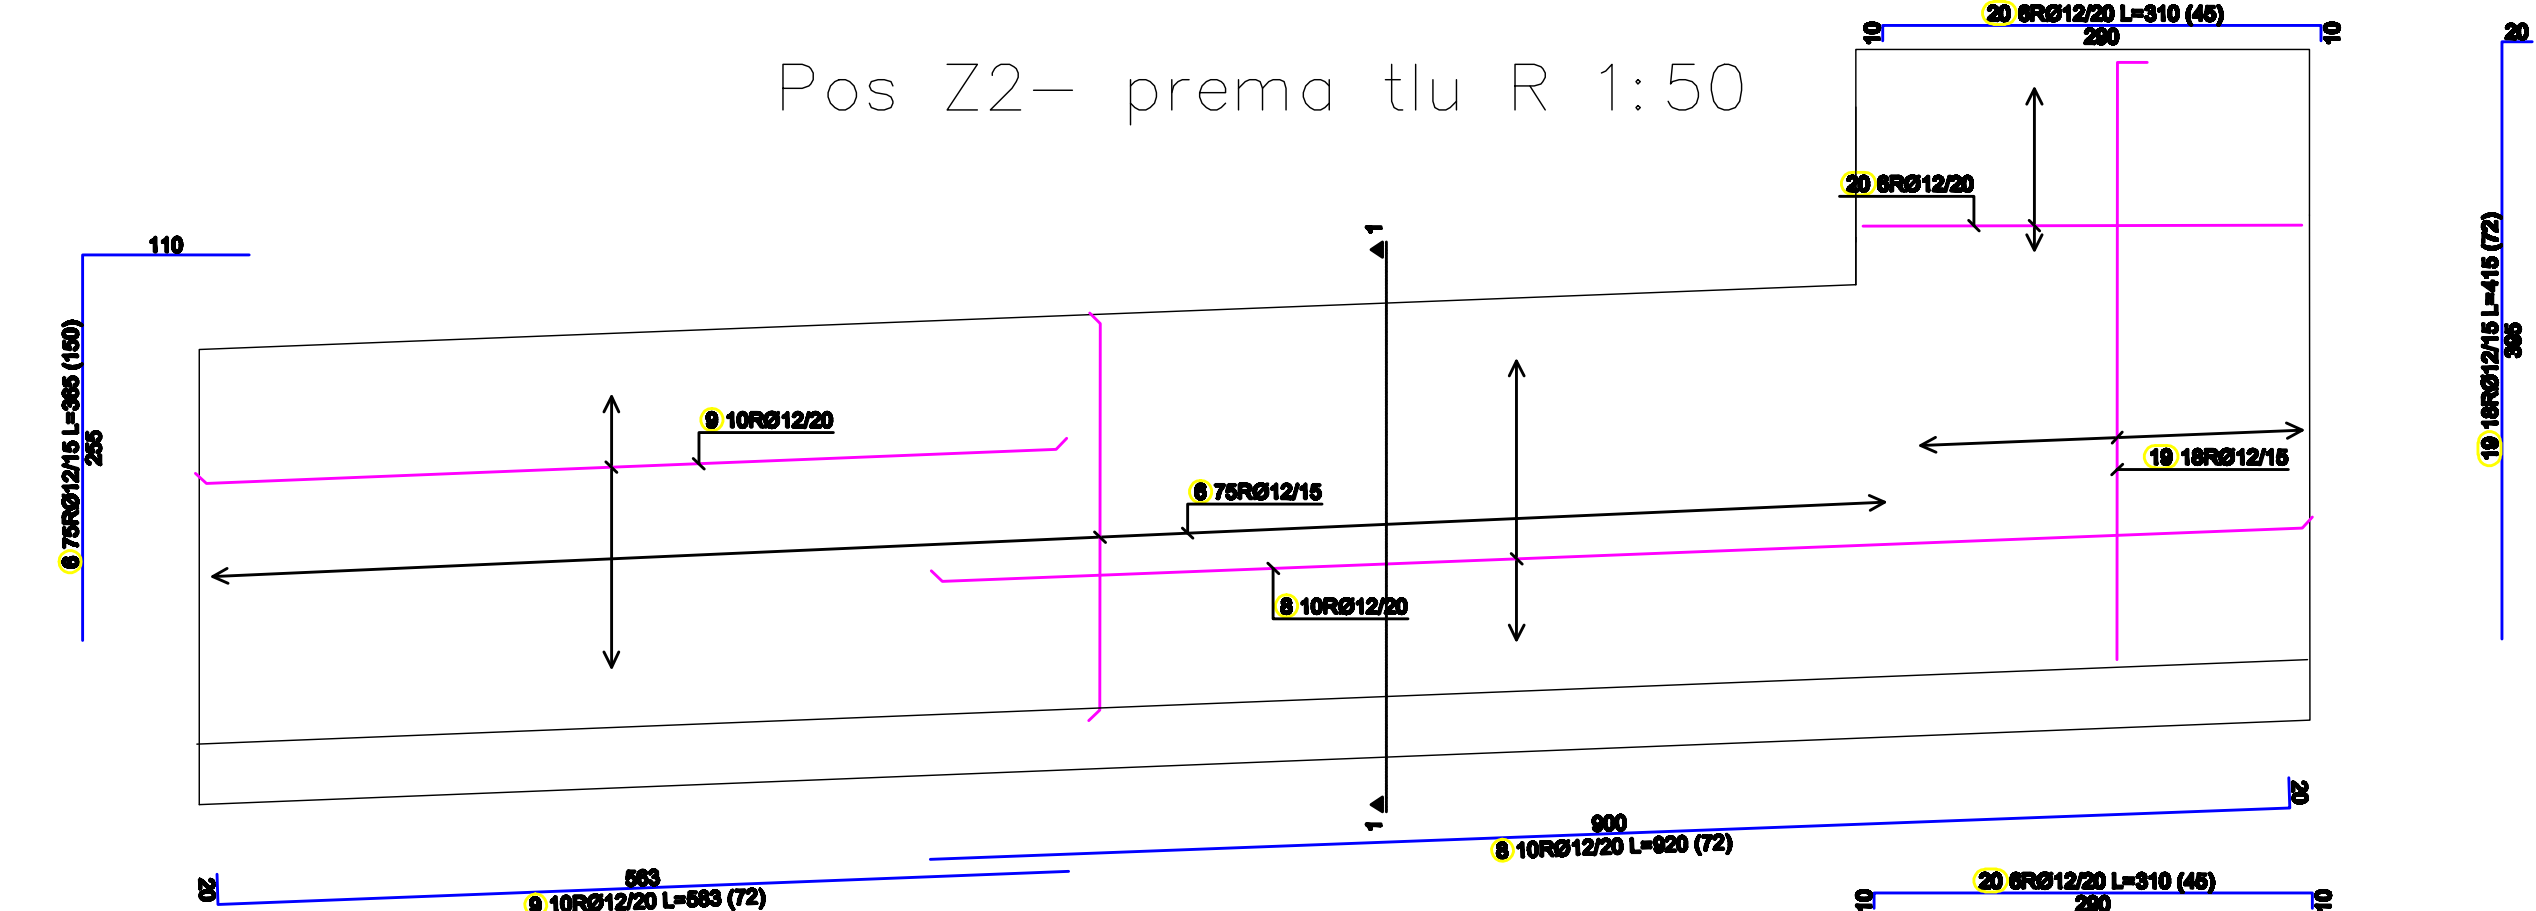 20 6RØ12/20 L=310 (45)
10 290 10
20
Pos Z2- prema tlu R 1:50
20 6RØ12/20
1
110
6 75RØ12/15 L=365 (150)
255
19 18RØ12/15 L=415 (72)
395
9 10RØ12/20
19 18RØ12/15
6 75RØ12/15
8 10RØ12/20
1
20
900
8 10RØ12/20 L=920 (72)
20
563
9 10RØ12/20 L=583 (72)
20 6RØ12/20 L=310 (45)
10 290 10